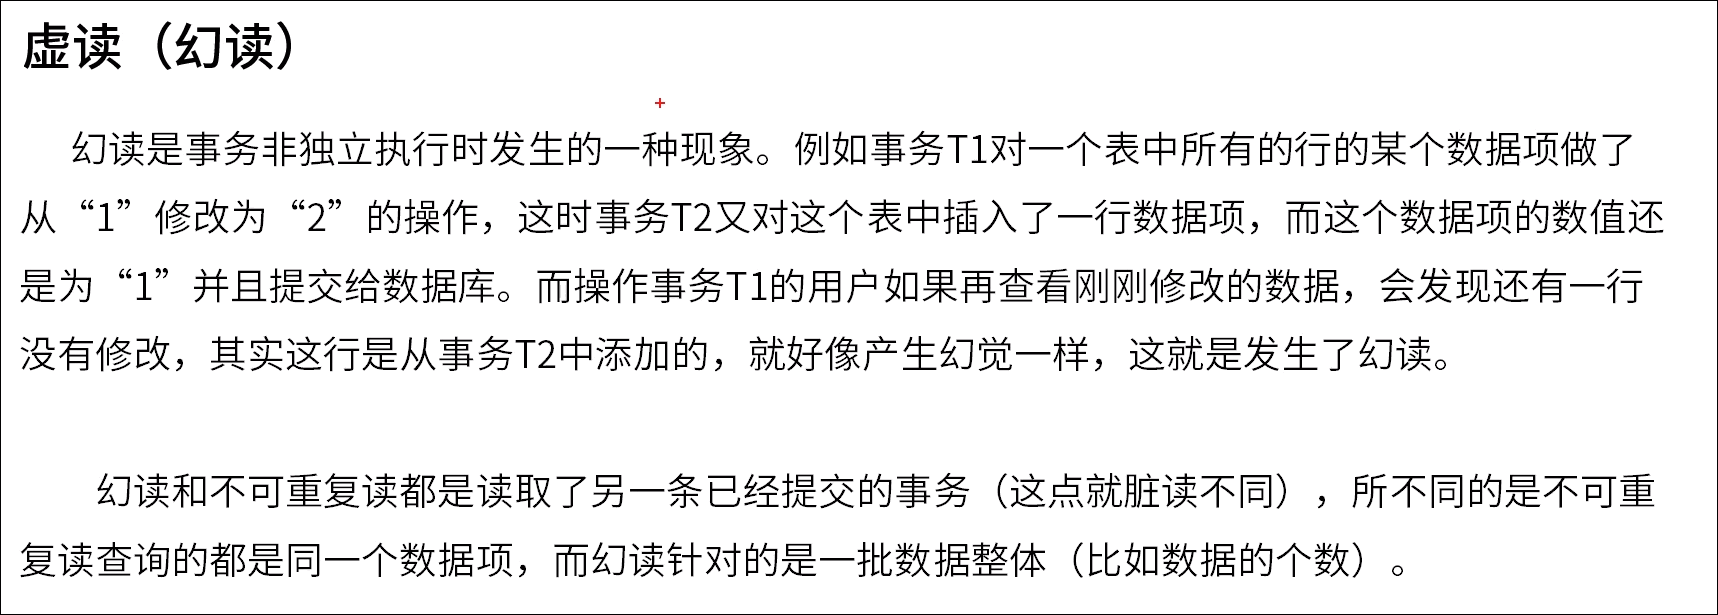 虚读（幻读）
幻读是事务非独立执行时发生的一种现象。例如事务T1对一个表中所有的行的某个数据项做了
从“1”修改为“2”的操作，这时事务T2又对这个表中插入了一行数据项，而这个数据项的数值还
是为“1”并且提交给数据库。而操作事务T1的用户如果再查看刚刚修改的数据，会发现还有一行
没有修改，其实这行是从事务T2中添加的，就好像产生幻觉一样，这就是发生了幻读。
幻读和不可重复读都是读取了另一条已经提交的事务（这点就脏读不同），所不同的是不可重
复读查询的都是同一个数据项，而幻读针对的是一批数据整体（比如数据的个数）。